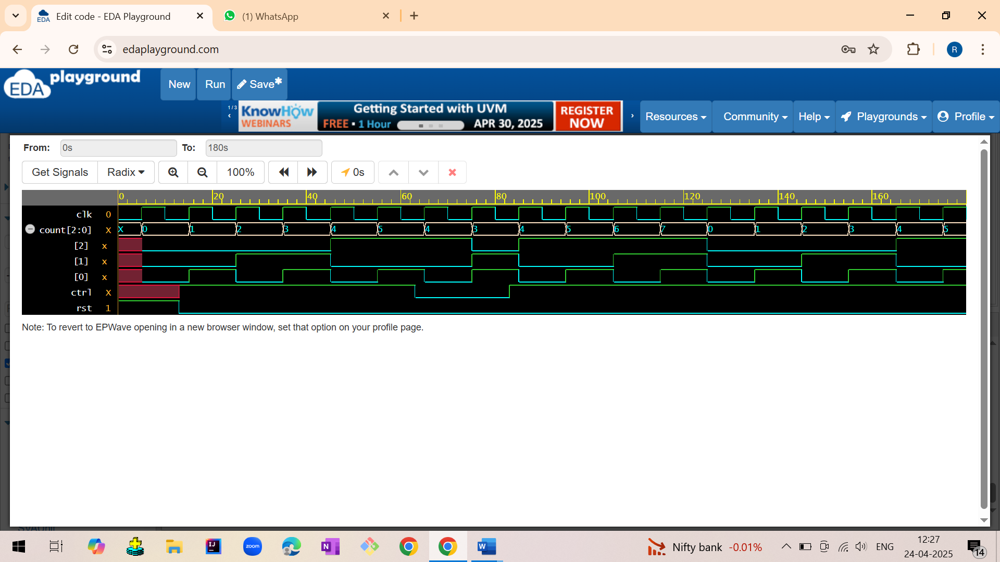 Edit code - EDA Playground
(1) WhatsApp
edaplayground.com
R
EDA playground
New
Run
Save*
1 / 3
KnowHow WEBINARS
Getting Started with UVM
FREE ▪ 1 Hour
APR 30, 2025
REGISTER NOW
Resources
Community
Help
Playgrounds
Profile
From: 0s To: 180s
Get Signals Radix 100% 0s
0 20 40 60 80 100 120 140 160
clk 0
count[2:0] x X 0 1 2 3 4 5 4 3 4 5 6 7 0 1 2 3 4 5
[2] x
[1] x
[0] x
ctrl x
rst 1
Note: To revert to EPWave opening in a new browser window, set that option on your profile page.
zoom
Nifty bank -0.01%
ENG
12:27
24-04-2025
14